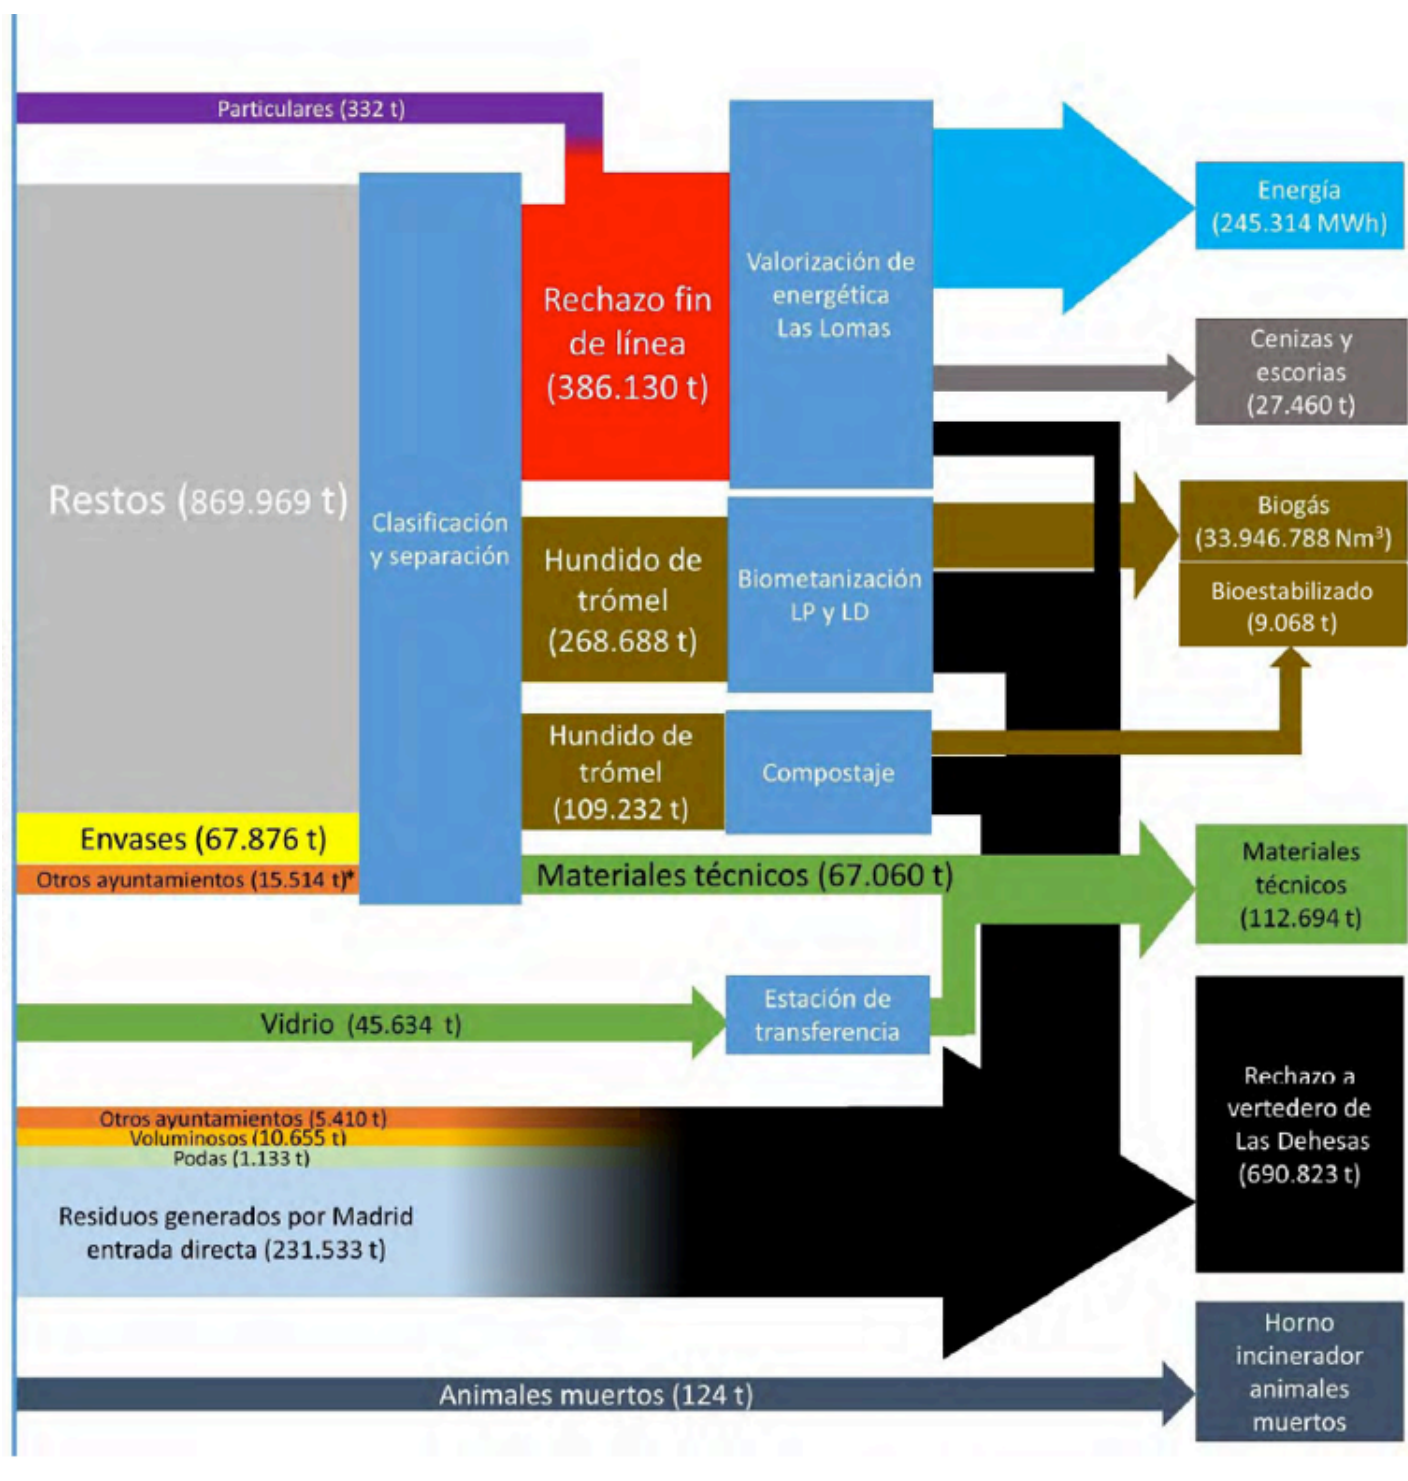 Particulares (332 t)
Restos (869.969 t)
Envases (67.876 t)
Otros ayuntamientos (15.514 t)*
Clasificación
y separación
Rechazo fin
de línea
(386.130 t)
Hundido de
trómel
(268.688 t)
Hundido de
trómel
(109.232 t)
Materiales técnicos (67.060 t)
Valorización de
energética
Las Lomas
Biometanización
LP y LD
Compostaje
Energía
(245.314 MWh)
Cenizas y
escorias
(27.460 t)
Biogás
(33.946.788 Nm³)
Bioestabilizado
(9.068 t)
Materiales
técnicos
(112.694 t)
Vidrio (45.634 t)
Estación de
transferencia
Otros ayuntamientos (5.410 t)
Voluminosos (10.655 t)
Podas (1.133 t)
Residuos generados por Madrid
entrada directa (231.533 t)
Rechazo a
vertedero de
Las Dehesas
(690.823 t)
Animales muertos (124 t)
Horno
incinerador
animales
muertos